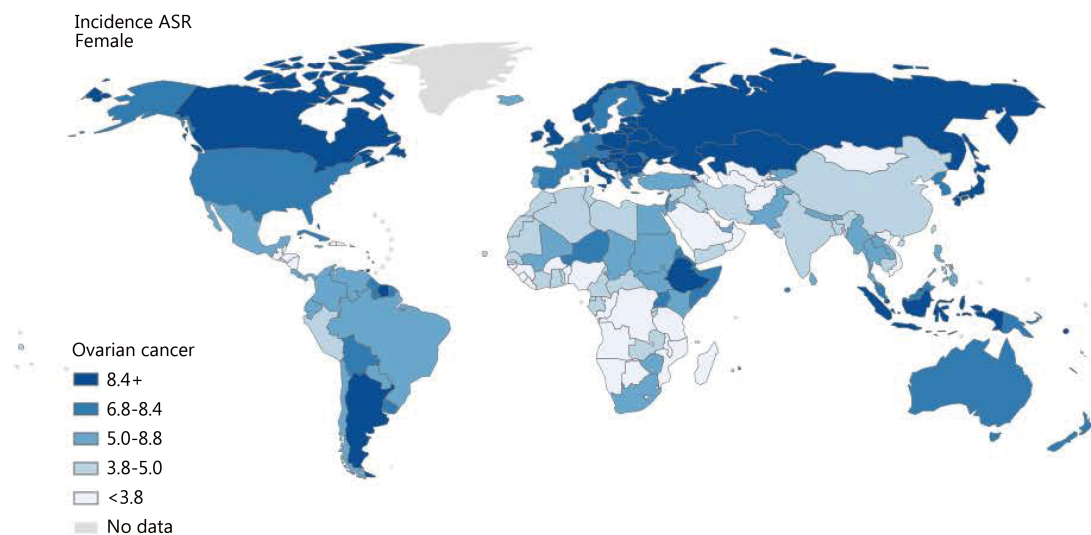 Incidence ASR
Female
Ovarian cancer
8.4+
6.8-8.4
5.0-8.8
3.8-5.0
<3.8
No data